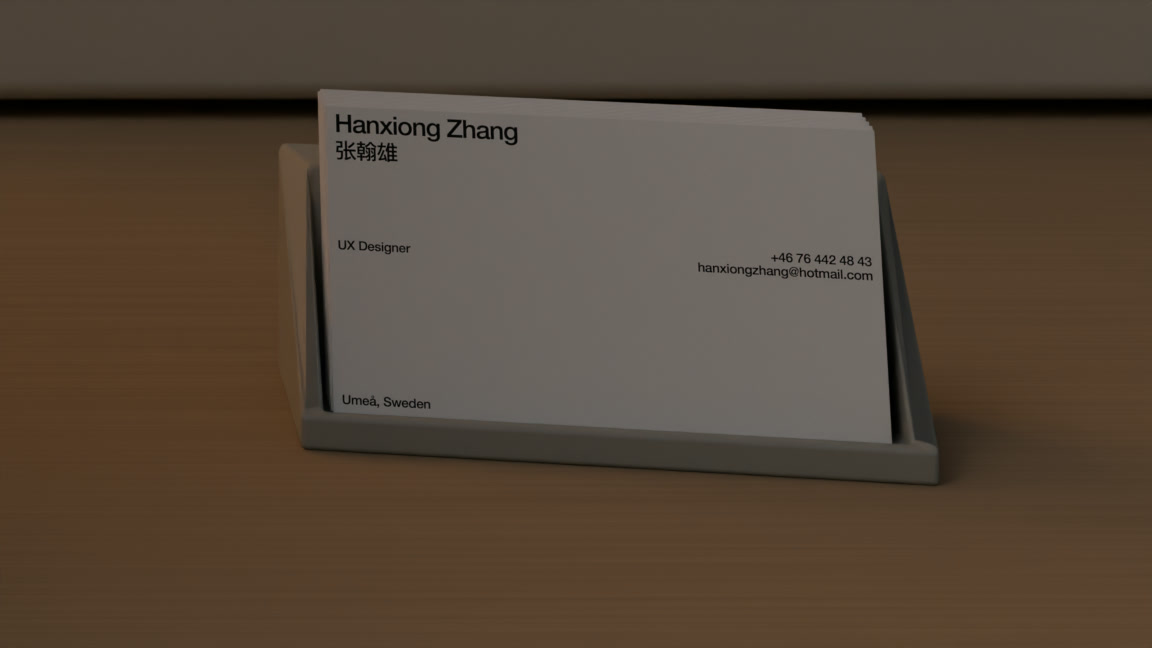 Hanxiong Zhang
张翰雄
UX Designer
+46 76 442 48 43
hanxiongzhang@hotmail.com
Umeå, Sweden